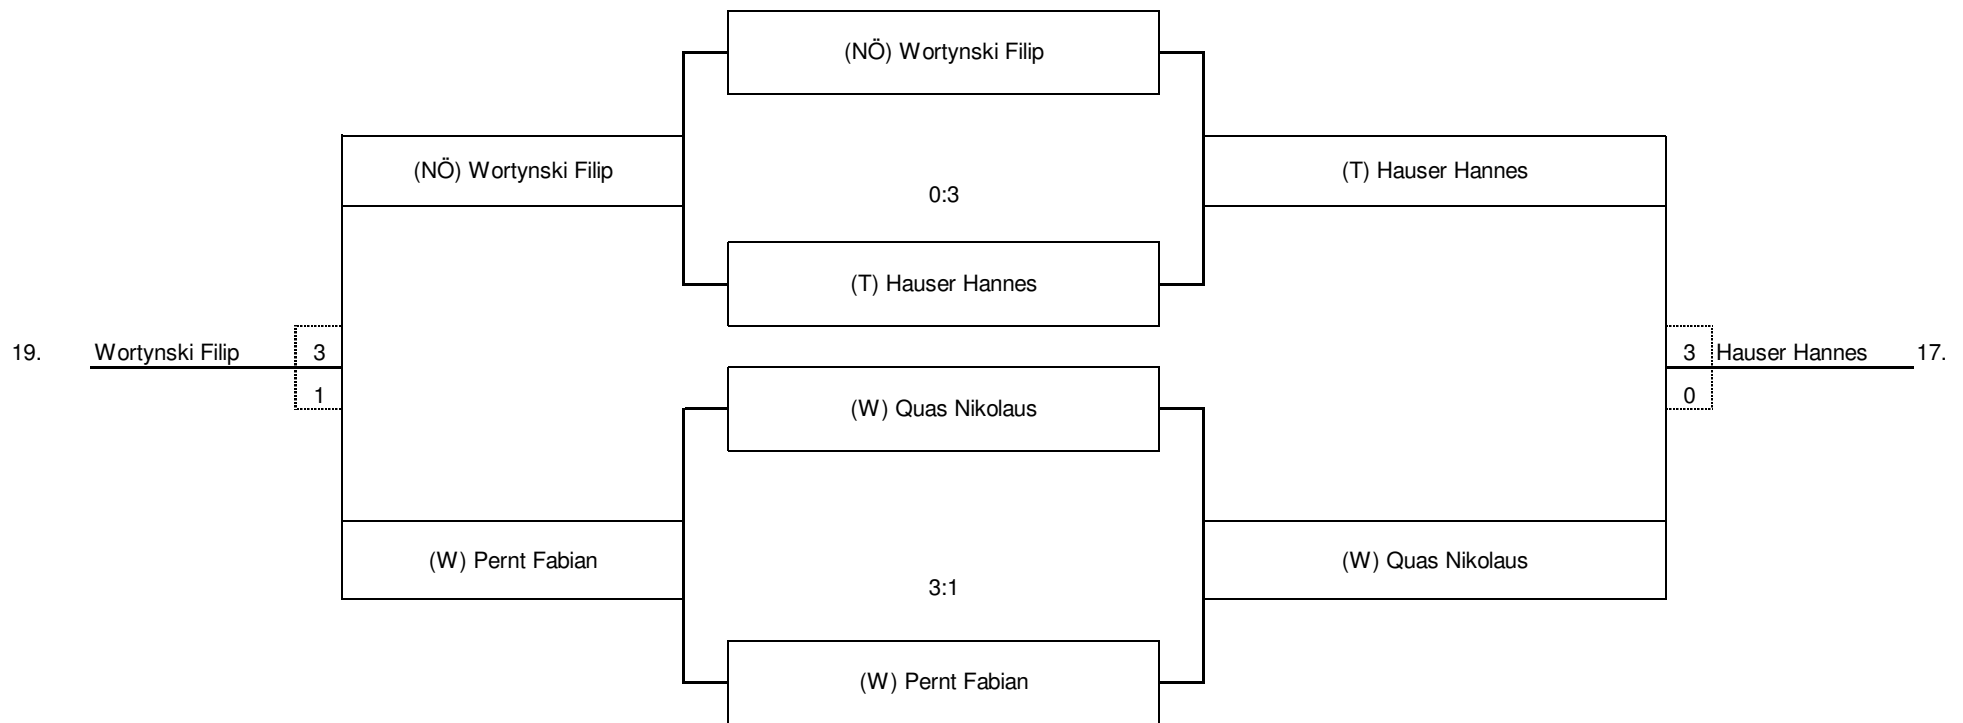 (NÖ) Wortynski Filip
(NÖ) Wortynski Filip
(T) Hauser Hannes
0:3
(T) Hauser Hannes
19. Wortynski Filip 3
3 Hauser Hannes 17.
1
0
(W) Quas Nikolaus
(W) Pernt Fabian
(W) Quas Nikolaus
3:1
(W) Pernt Fabian